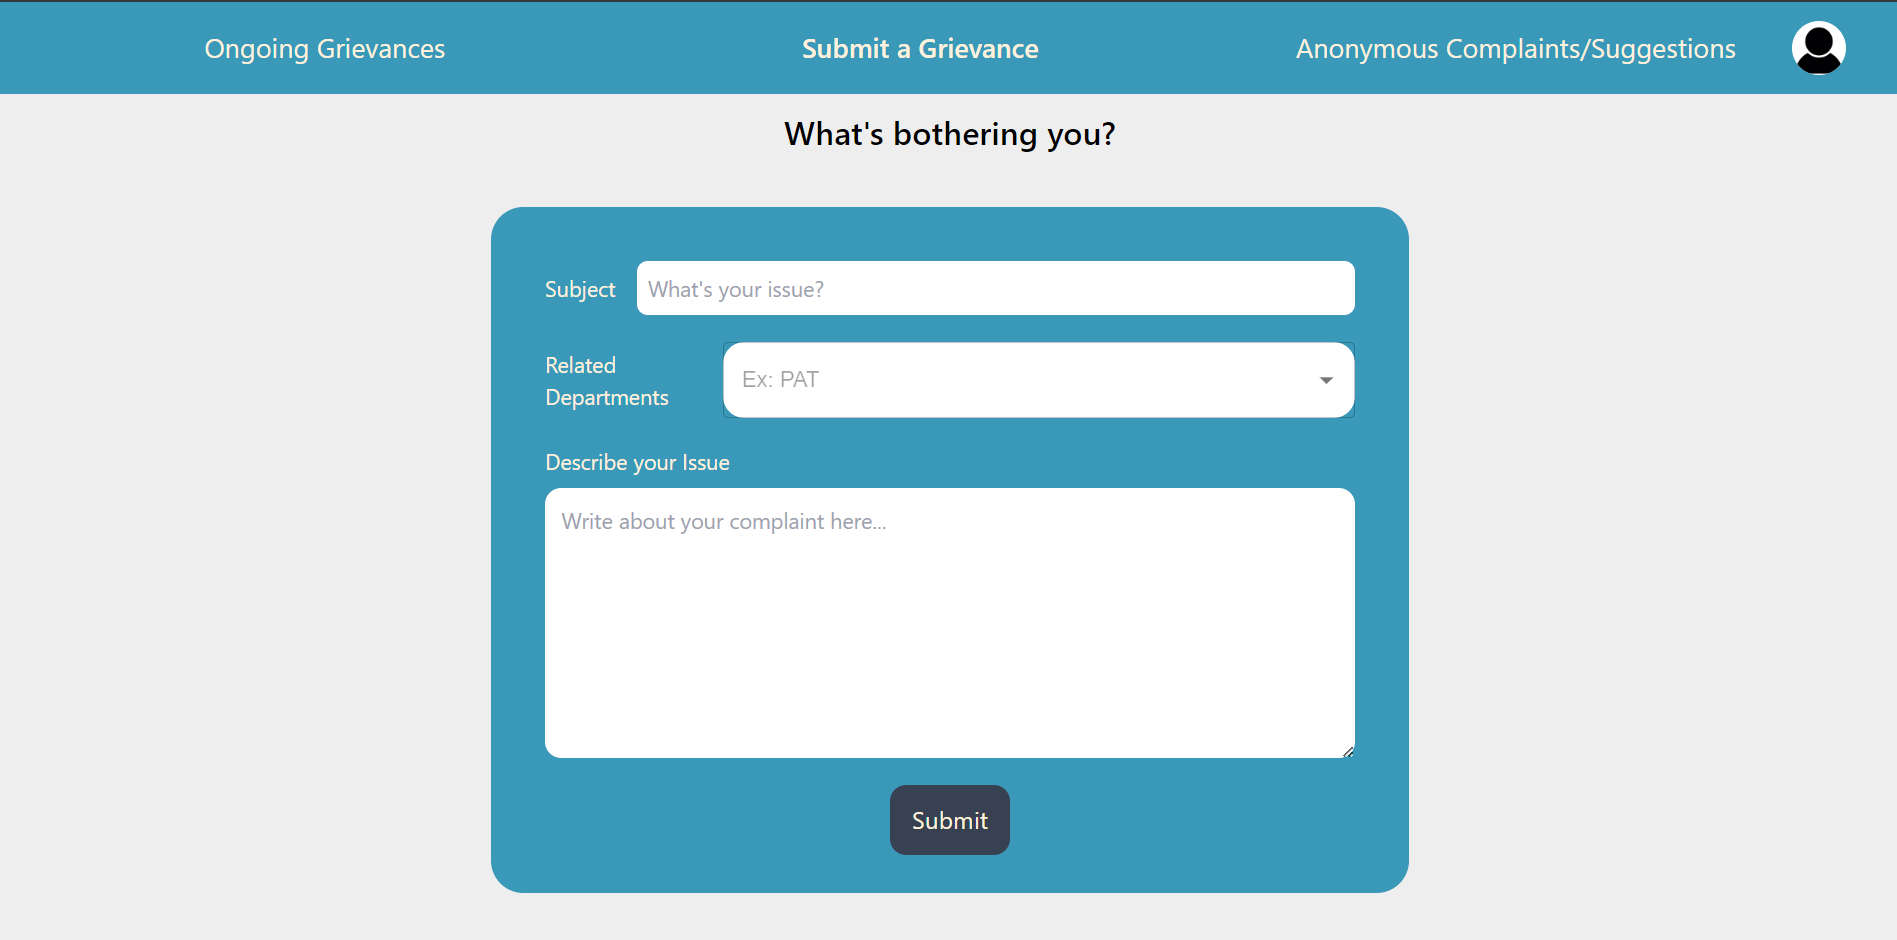 Ongoing Grievances
Submit a Grievance
Anonymous Complaints/Suggestions
What's bothering you?
Subject
What's your issue?
Related
Departments
Ex: PAT
Describe your Issue
Write about your complaint here...
Submit